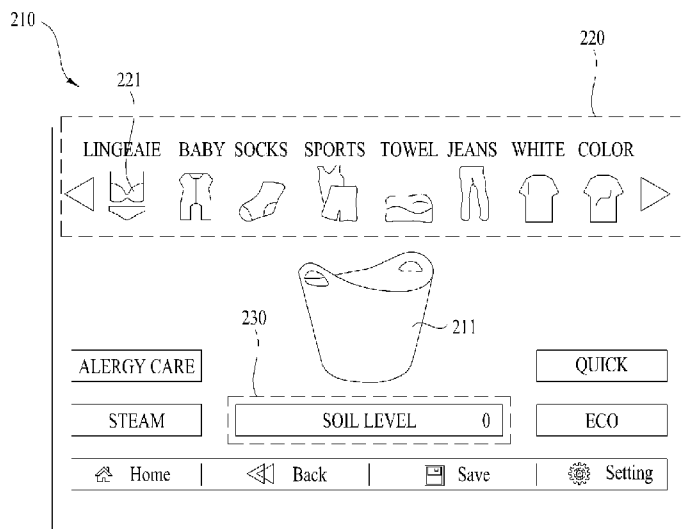 210
220
221
LINGEAIE BABY SOCKS SPORTS TOWEL JEANS WHITE COLOR
230
211
ALERGY CARE QUICK
STEAM SOIL LEVEL 0 ECO
Home Back Save Setting